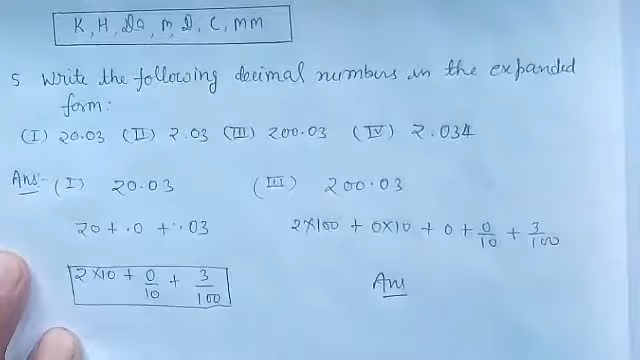 K, H, Da, m, D, C, mm
5 Write the following decimal numbers in the expanded
form:
(I) 20.03 (II) 2.03 (III) 200.03 (IV) 2.034
Ans:- (I) 20.03 (III) 200.03
20 + .0 + .03 2×100 + 0×10 + 0 + 0/10 + 3/100
2×10 + 0/10 + 3/100 Ans